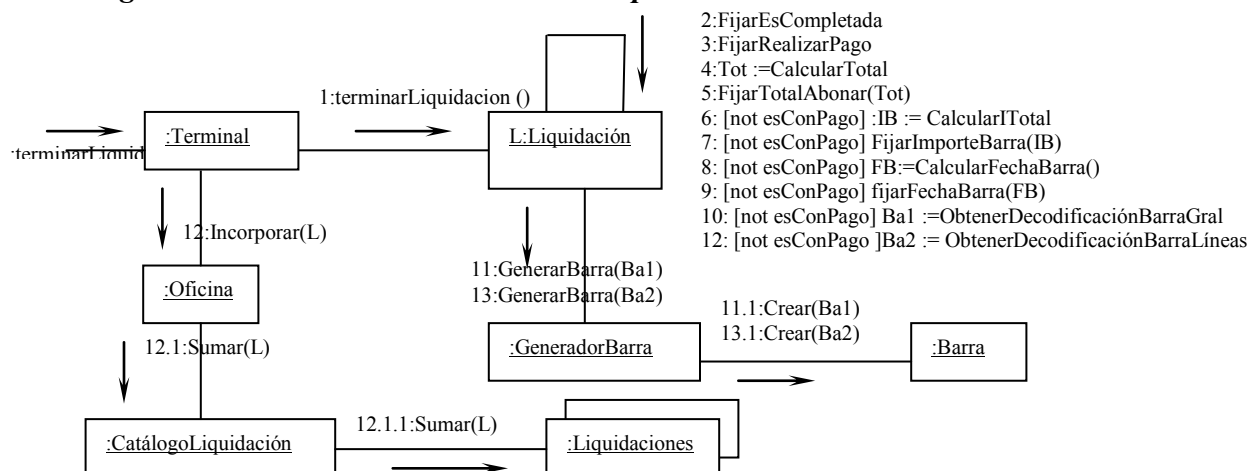 2:FijarEsCompletada
3:FijarRealizarPago
4:Tot :=CalcularTotal
5:FijarTotalAbonar(Tot)
6: [not esConPago] :IB := CalcularITotal
7: [not esConPago] FijarImporteBarra(IB)
8: [not esConPago] FB:=CalcularFechaBarra()
9: [not esConPago] fijarFechaBarra(FB)
10: [not esConPago] Ba1 :=ObtenerDecodificaciónBarraGral
12: [not esConPago ]Ba2 := ObtenerDecodificaciónBarraLíneas
1:terminarLiquidacion ()
:Terminal
L:Liquidación
:terminarLiquid
12:Incorporar(L)
11:GenerarBarra(Ba1)
13:GenerarBarra(Ba2)
:Oficina
11.1:Crear(Ba1)
13.1:Crear(Ba2)
12.1:Sumar(L)
:GeneradorBarra
:Barra
12.1.1:Sumar(L)
:CatálogoLiquidación
:Liquidaciones